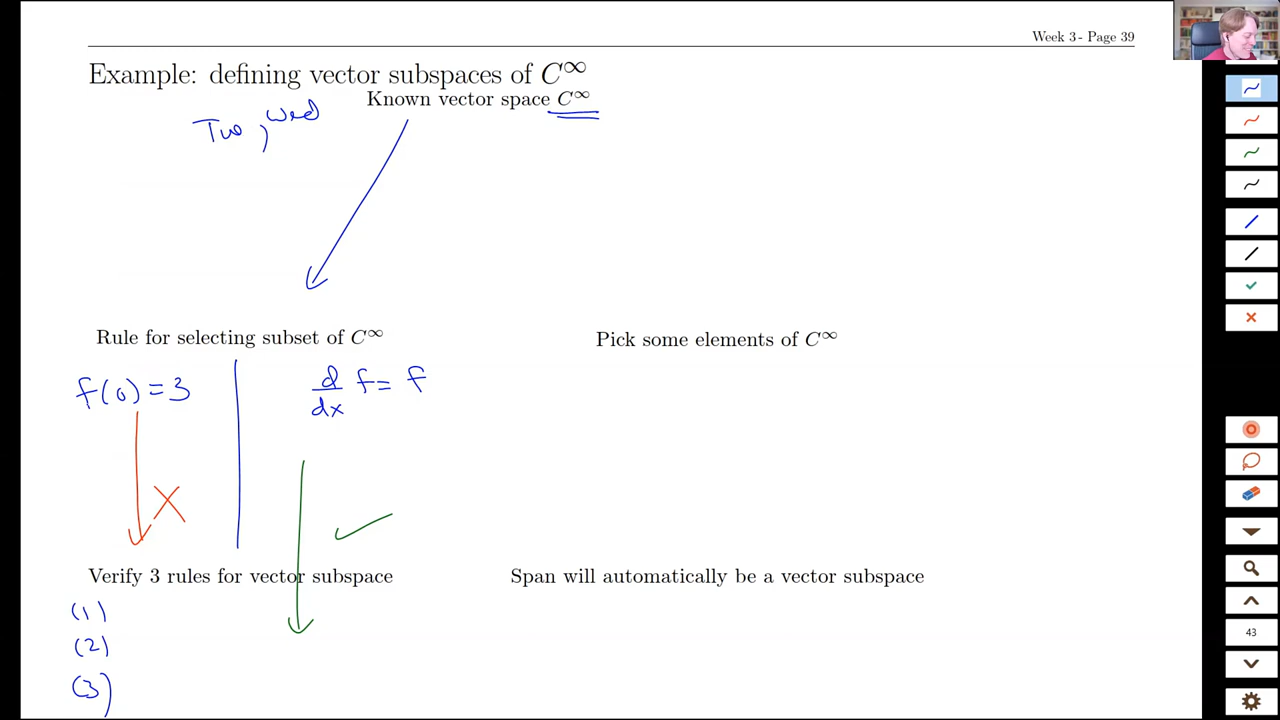 Week 3 - Page 39
Example: defining vector subspaces of C∞
Known vector space C∞
Tue, Wed
Rule for selecting subset of C∞
Pick some elements of C∞
f(0) = 3
d/dx f = f
Verify 3 rules for vector subspace
Span will automatically be a vector subspace
(1)
(2)
(3)
43